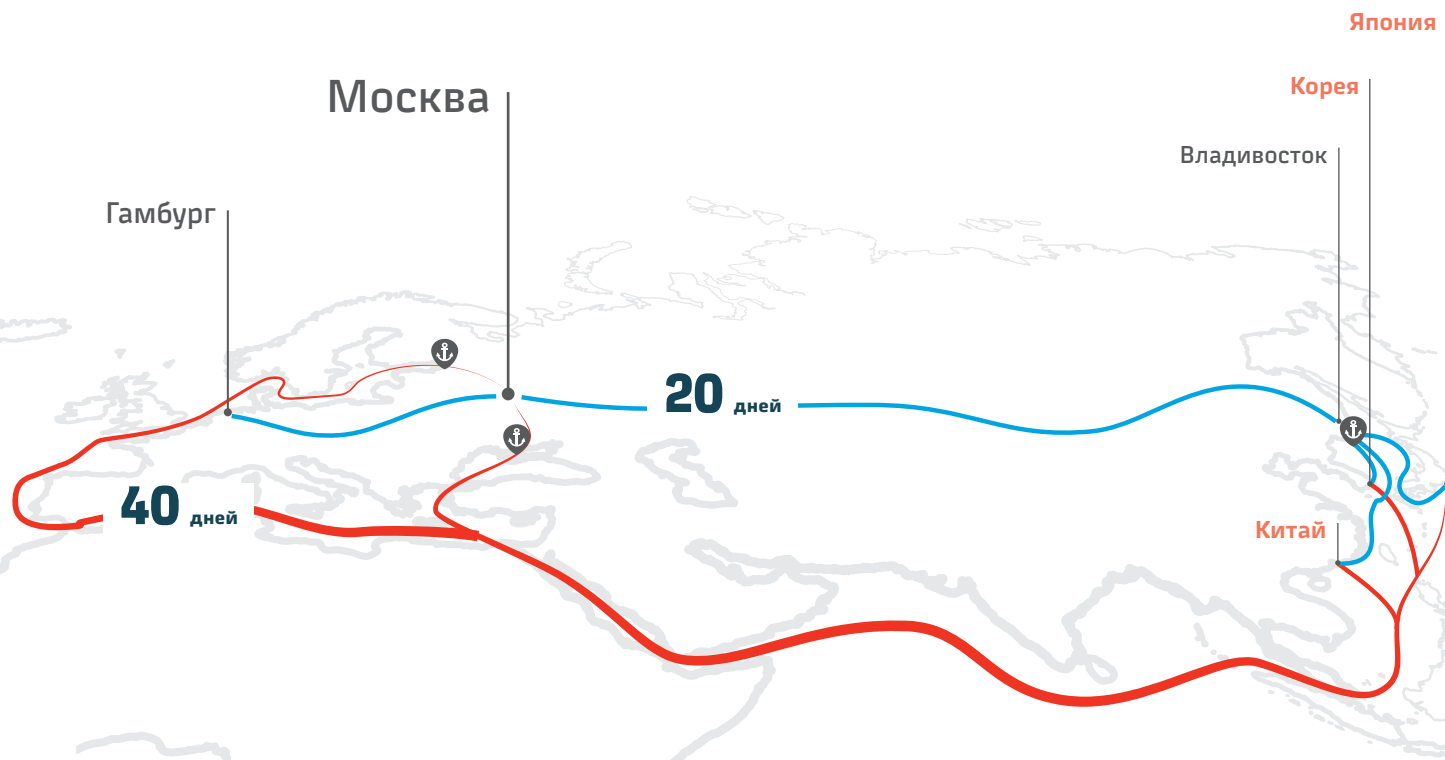 Япония
Москва
Корея
Владивосток
Гамбург
20 дней
40 дней
Китай